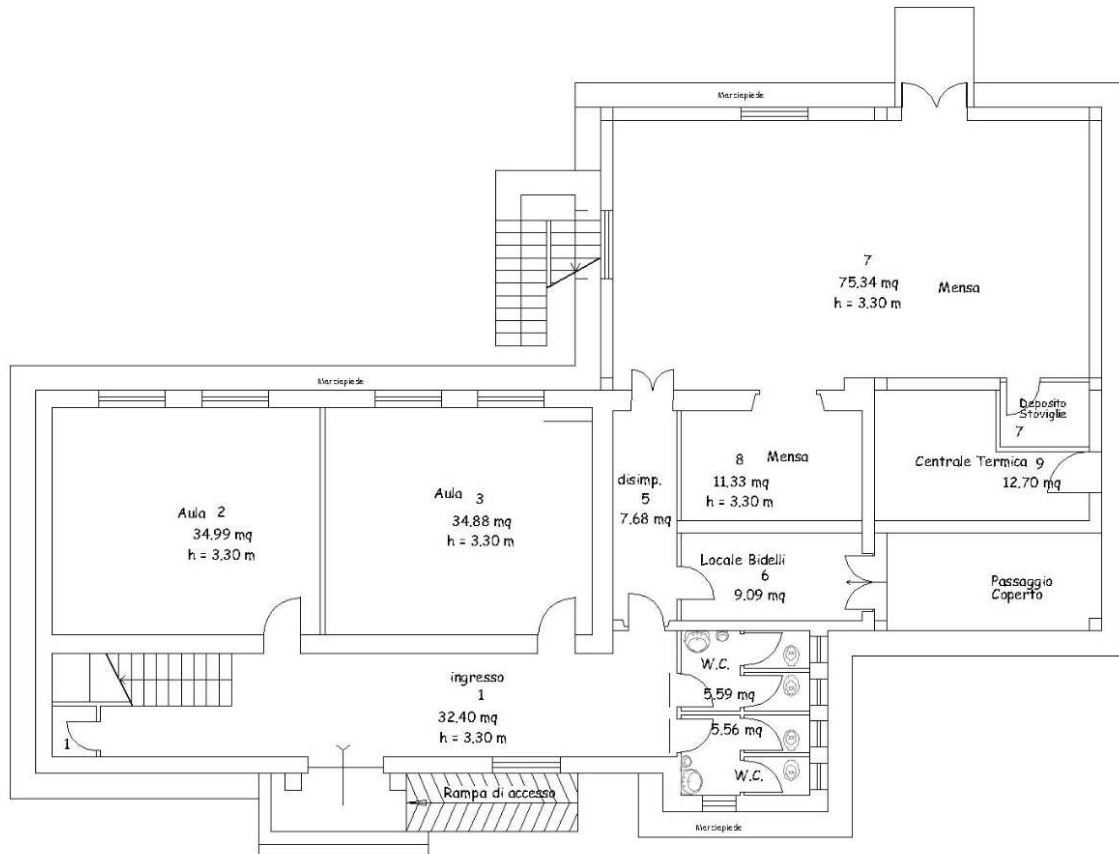 Marciapiede
7
75.34 mq
h = 3.30 m
Mensa
Marciapiede
Deposito
Stoviglie
7
Aula 2
34.99 mq
h = 3.30 m
Aula 3
34.88 mq
h = 3.30 m
disimp.
5
7.68 mq
8 Mensa
11.33 mq
h = 3.30 m
Centrale Termica 9
12.70 mq
Locale Bidelli
6
9.09 mq
Passaggio
Coperto
ingresso
1
32.40 mq
h = 3.30 m
W.C.
5.59 mq
5.56 mq
W.C.
1
Rampa di accesso
Marciapiede